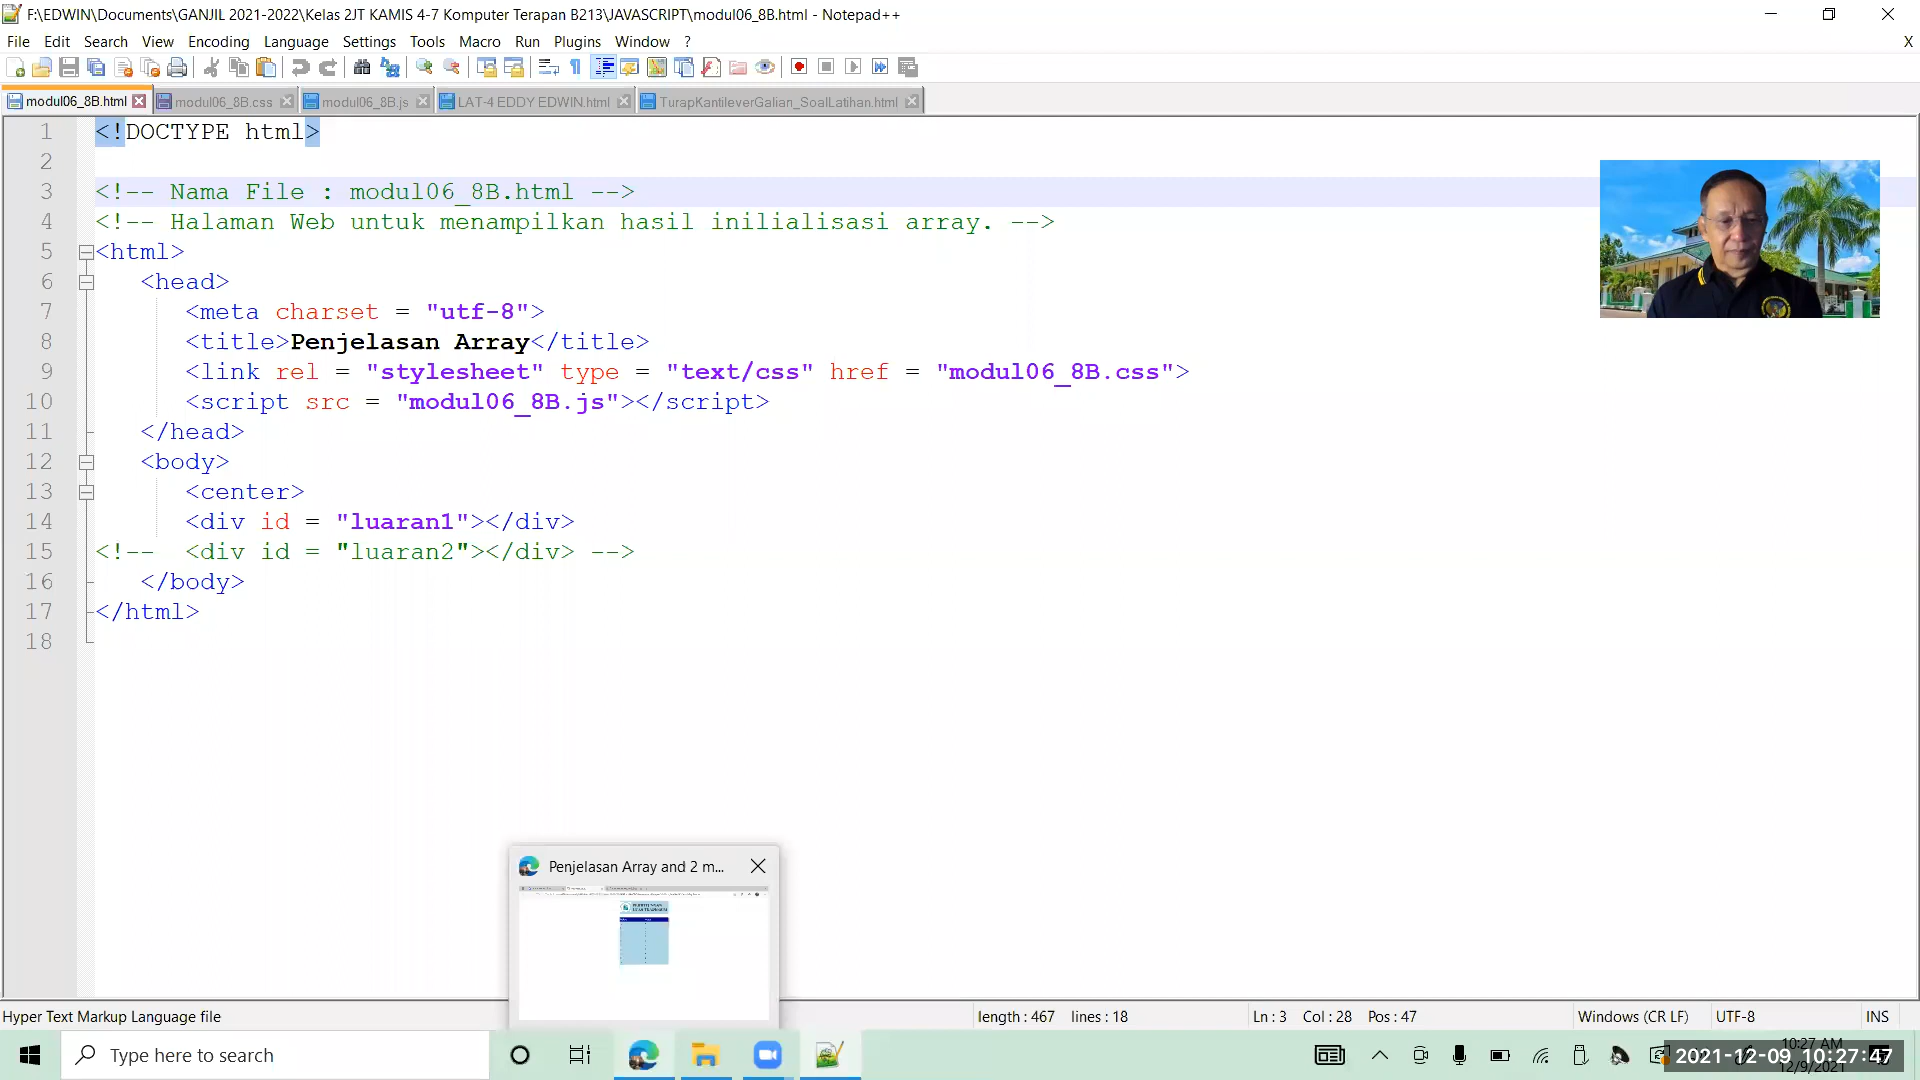 F:\EDWIN\Documents\GANJIL 2021-2022\Kelas 2JT KAMIS 4-7 Komputer Terapan B213\JAVASCRIPT\modul06_8B.html - Notepad++
File Edit Search View Encoding Language Settings Tools Macro Run Plugins Window ? X
modul06_8B.html modul06_8B.css modul06_8B.js LAT-4 EDDY EDWIN.html TurapKantileverGalian_SoalLatihan.html
1 <!DOCTYPE html>
2
3 <!-- Nama File : modul06_8B.html -->
4 <!-- Halaman Web untuk menampilkan hasil inilialisasi array. -->
5 <html>
6 <head>
7 <meta charset = "utf-8">
8 <title>Penjelasan Array</title>
9 <link rel = "stylesheet" type = "text/css" href = "modul06_8B.css">
10 <script src = "modul06_8B.js"></script>
11 </head>
12 <body>
13 <center>
14 <div id = "luaran1"></div>
15 <!-- <div id = "luaran2"></div> -->
16 </body>
17 </html>
18
Penjelasan Array and 2 m...
Hyper Text Markup Language file length : 467 lines : 18 Ln : 3 Col : 28 Pos : 47 Windows (CR LF) UTF-8 INS
Type here to search
10:27 AM
2021-12-09 10:27:47
12/9/2021